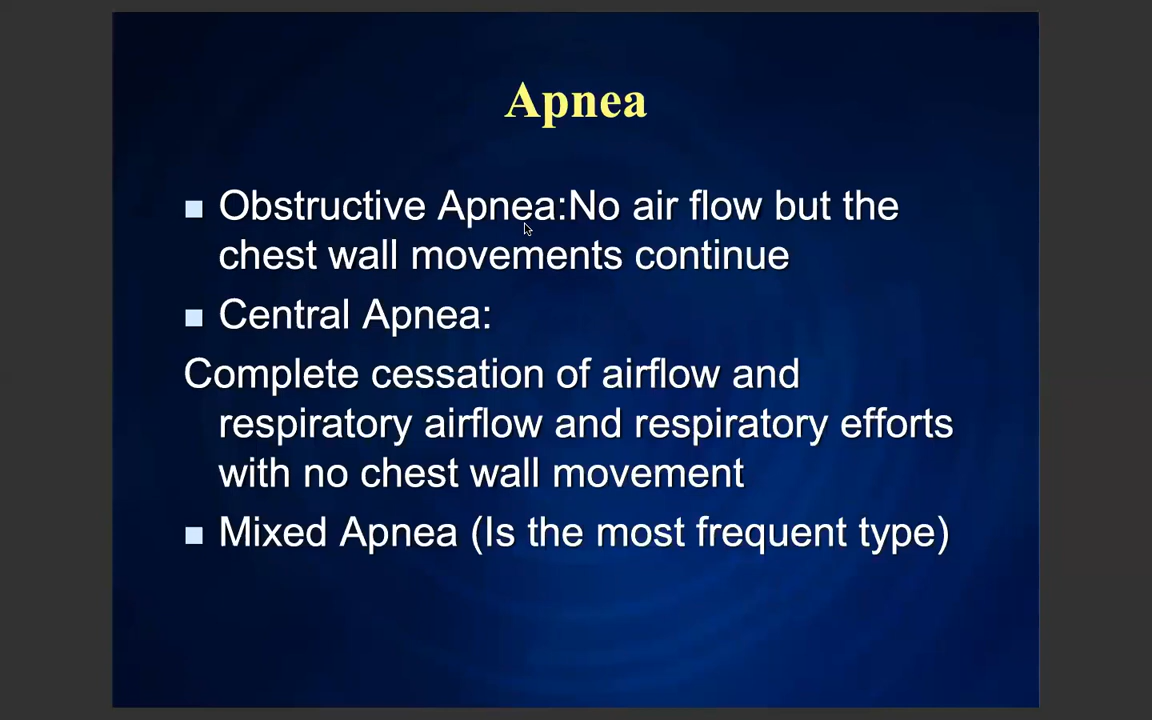 Apnea
Obstructive Apnea:No air flow but the
chest wall movements continue
Central Apnea:
Complete cessation of airflow and
respiratory airflow and respiratory efforts
with no chest wall movement
Mixed Apnea (Is the most frequent type)